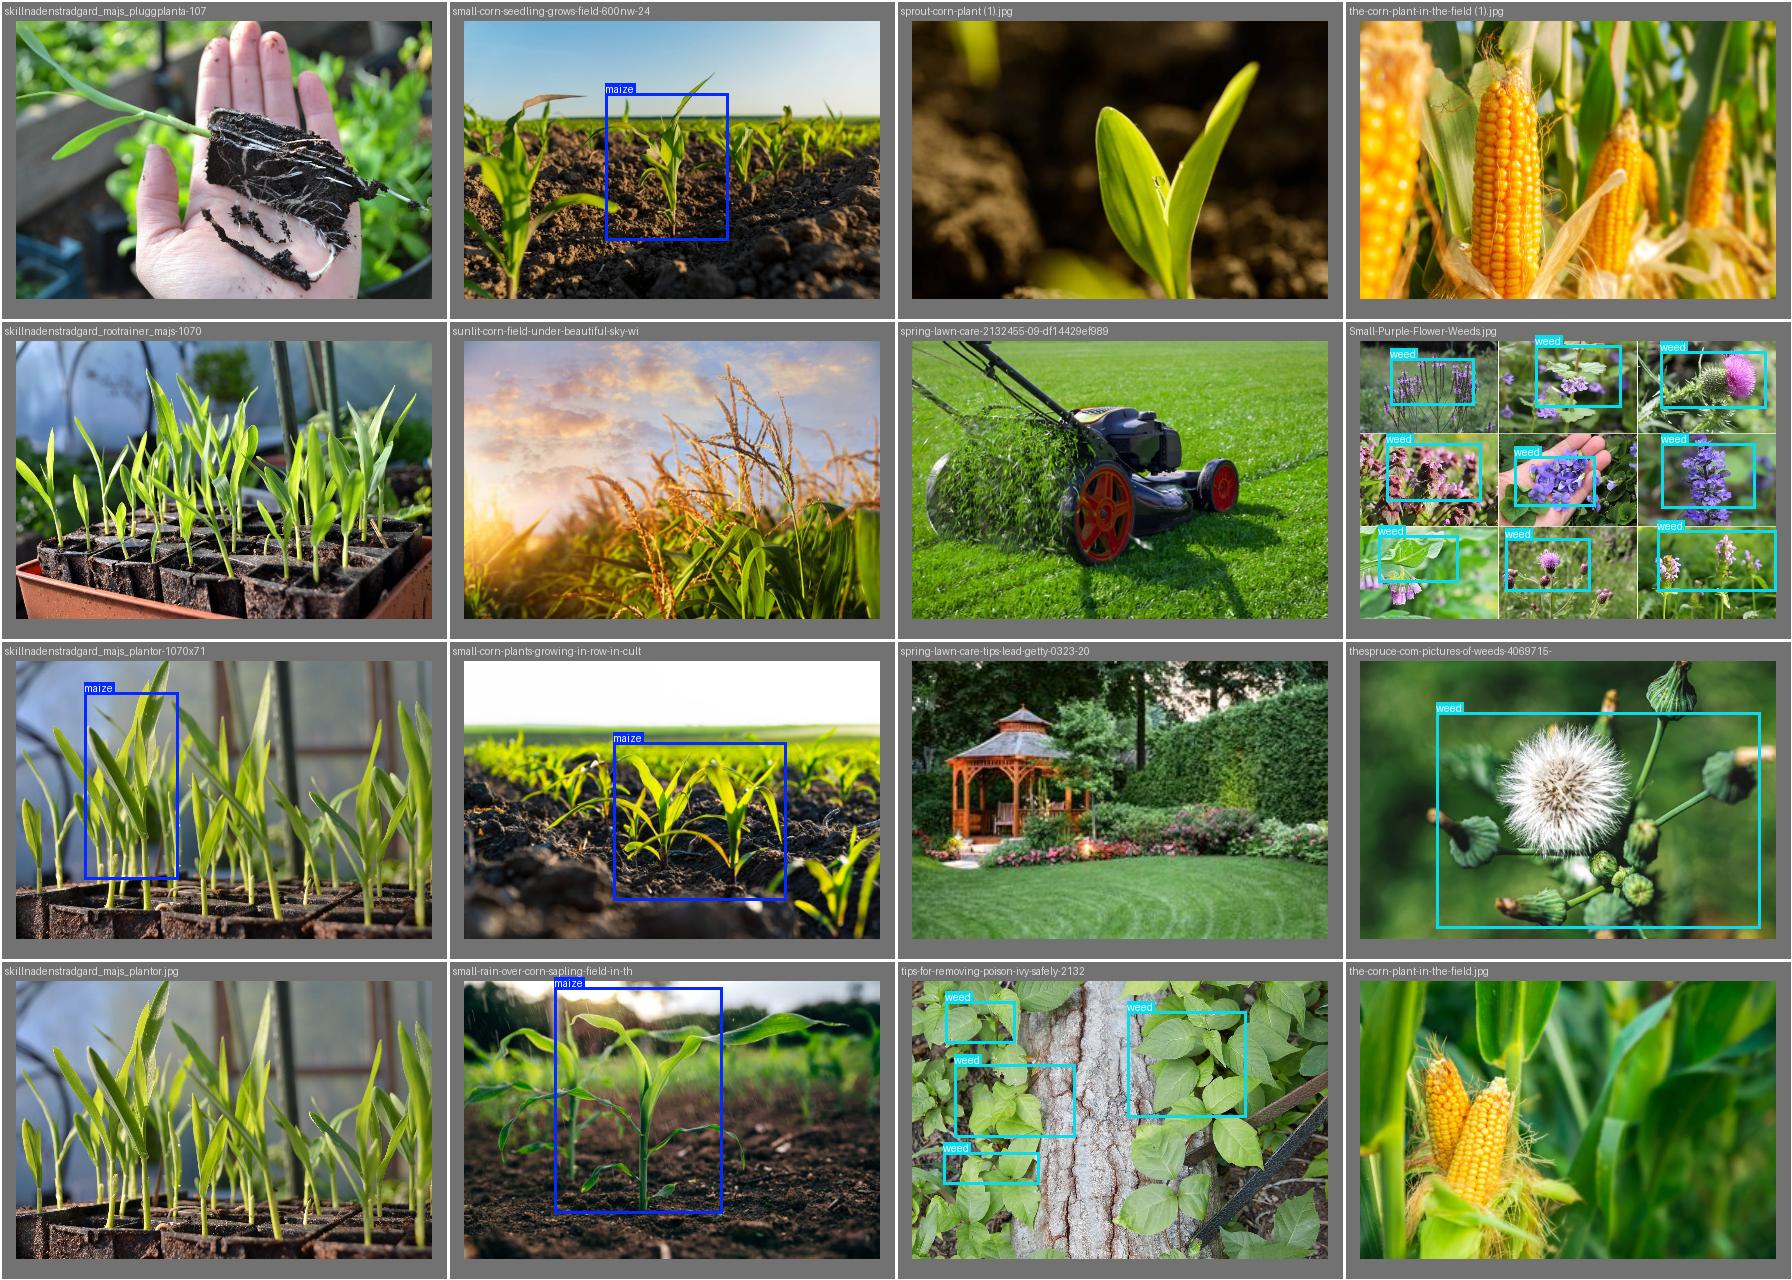 skillnadenstradgard_majs_pluggplanta-107
small-corn-seedling-grows-field-600nw-24
sprout-corn-plant (1).jpg
the-corn-plant-in-the-field (1).jpg
maize
skillnadenstradgard_rootrainer_majs-1070
sunlit-corn-field-under-beautiful-sky-wi
spring-lawn-care-2132455-09-df14429ef989
Small-Purple-Flower-Weeds.jpg
weed
weed
weed
weed
weed
weed
weed
weed
weed
skillnadenstradgard_majs_plantor-1070x71
small-corn-plants-growing-in-row-in-cult
spring-lawn-care-tips-lead-getty-0323-20
thespruce-com-pictures-of-weeds-4069715-
maize
maize
weed
skillnadenstradgard_majs_plantor.jpg
small-rain-over-corn-sapling-field-in-th
tips-for-removing-poison-ivy-safely-2132
the-corn-plant-in-the-field.jpg
maize
weed
weed
weed
weed